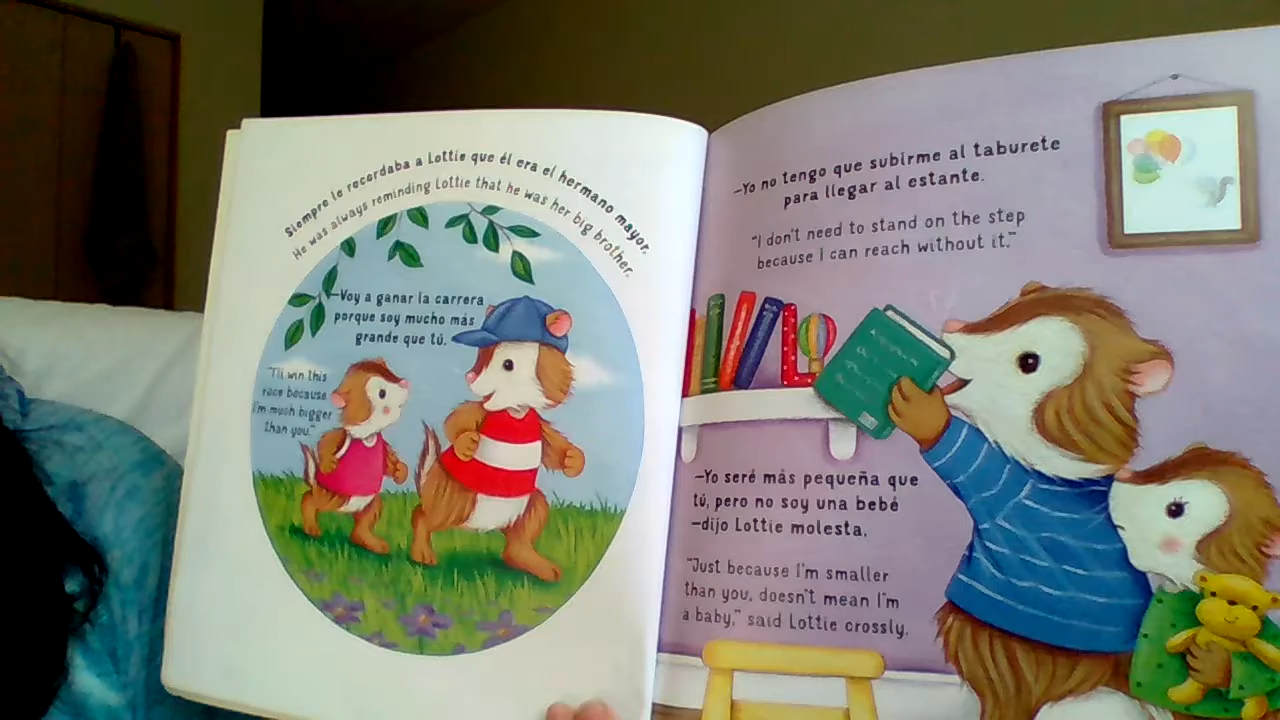 Siempre le recordaba a Lottie que él era el hermano mayor.
He was always reminding Lottie that he was her big brother.
—Voy a ganar la carrera
porque soy mucho más
grande que tú.
"I'll win this
race because
I'm much bigger
than you."
—Yo no tengo que subirme al taburete
para llegar al estante.
"I don't need to stand on the step
because I can reach without it."
—Yo seré más pequeña que
tú, pero no soy una bebé
—dijo Lottie molesta.
"Just because I'm smaller
than you, doesn't mean I'm
a baby," said Lottie crossly.